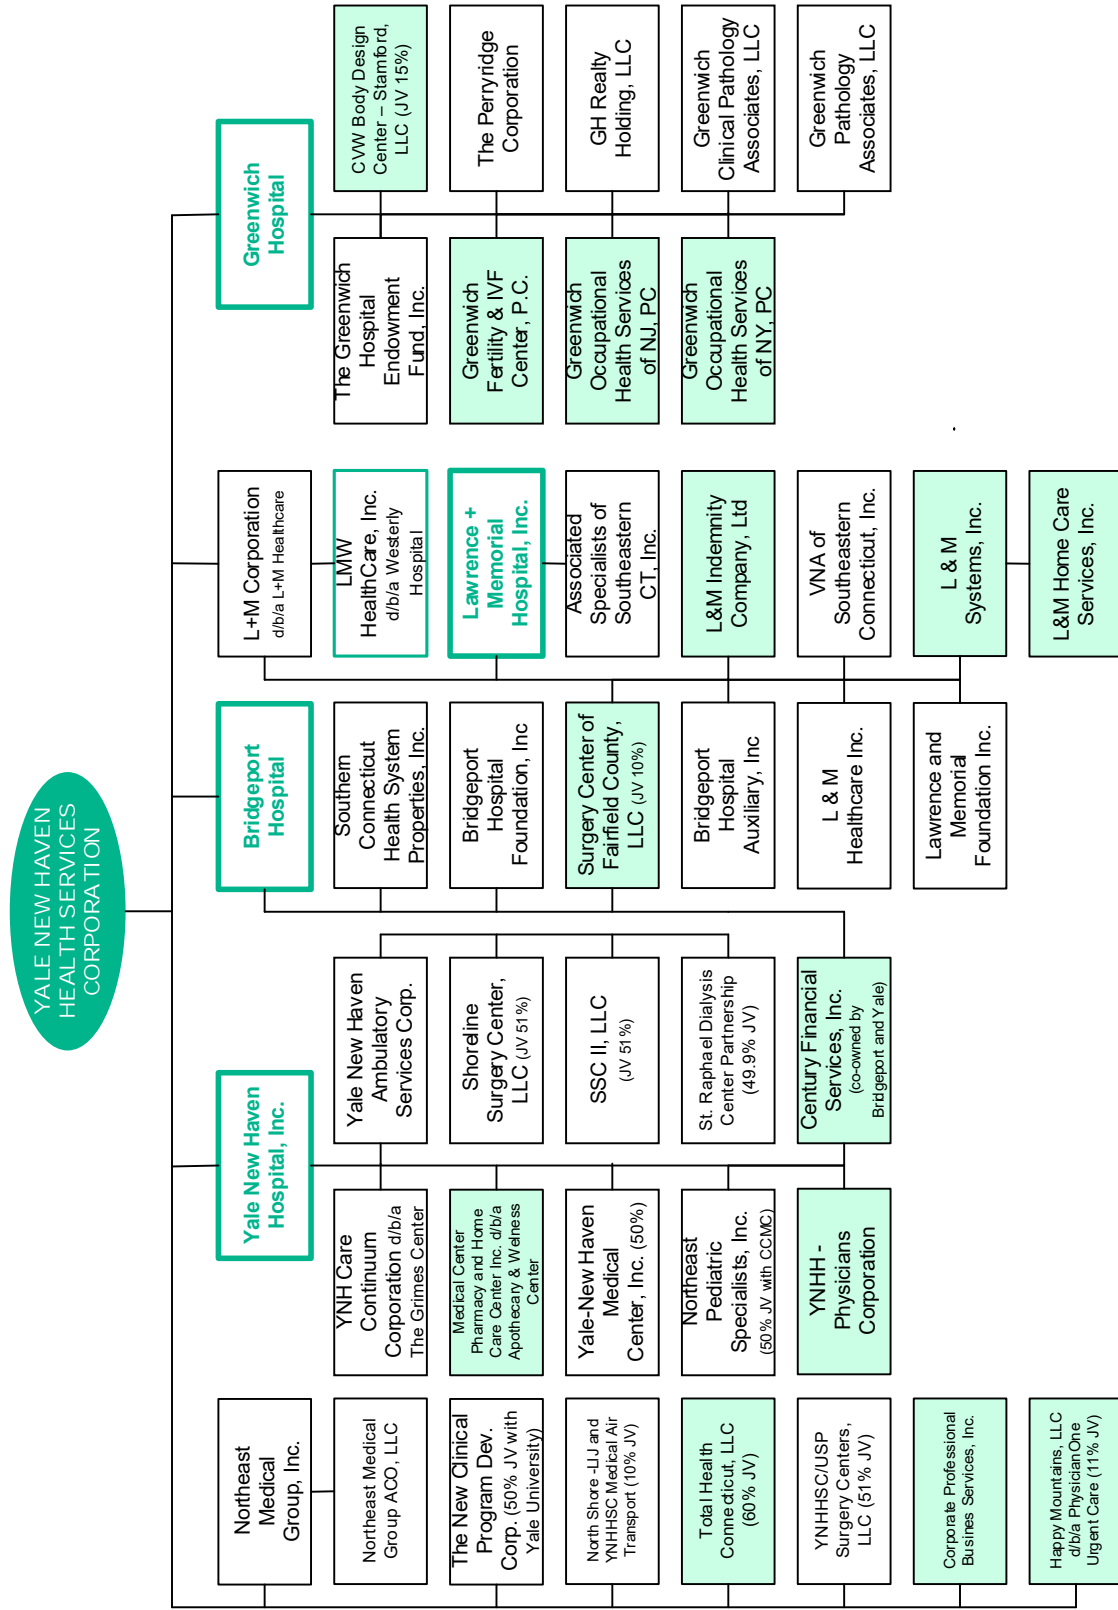 YALE NEW HAVEN
HEALTH SERVICES
CORPORATION
Northeast
Medical
Group, Inc.
Northeast Medical
Group ACO, LLC
The New Clinical
Program Dev.
Corp. (50% JV with
Yale University)
North Shore -LIJ and
YNHHSC Medical Air
Transport (10% JV)
Total Health
Connecticut, LLC
(60% JV)
YNHHSC/USP
Surgery Centers,
LLC (51% JV)
Corporate Professional
Busines Services, Inc.
Happy Mountains, LLC
d/b/a PhysicianOne
Urgent Care (11% JV)
Yale New Haven
Hospital, Inc.
YNH Care
Continuum
Corporation d/b/a
The Grimes Center
Medical Center
Pharmacy and Home
Care Center Inc. d/b/a
Apothecary & Welness
Center
Yale-New Haven
Medical
Center, Inc. (50%)
Northeast
Pediatric
Specialists, Inc.
(50% JV with CCMC)
YNHH -
Physicians
Corporation
Yale New Haven
Ambulatory
Services Corp.
Shoreline
Surgery Center,
LLC (JV 51%)
SSC II, LLC
(JV 51%)
St. Raphael Dialysis
Center Partnership
(49.9% JV)
Century Financial
Services, Inc.
(co-owned by
Bridgeport and Yale)
Bridgeport
Hospital
Southern
Connecticut
Health System
Properties, Inc.
Bridgeport
Hospital
Foundation, Inc
Surgery Center of
Fairfield County,
LLC (JV 10%)
Bridgeport
Hospital
Auxiliary, Inc
L & M
Healthcare Inc.
Lawrence and
Memorial
Foundation Inc.
L+M Corporation
d/b/a L+M Healthcare
LMW
HealthCare, Inc.
d/b/a Westerly
Hospital
Lawrence +
Memorial
Hospital, Inc.
Associated
Specialists of
Southeastern
CT, Inc.
L&M Indemnity
Company, Ltd
VNA of
Southeastern
Connecticut, Inc.
L & M
Systems, Inc.
L&M Home Care
Services, Inc.
Greenwich
Hospital
The Greenwich
Hospital
Endowment
Fund, Inc.
Greenwich
Fertility & IVF
Center, P.C.
Greenwich
Occupational
Health Services
of NJ, PC
Greenwich
Occupational
Health Services
of NY, PC
CVW Body Design
Center – Stamford,
LLC (JV 15%)
The Perryridge
Corporation
GH Realty
Holding, LLC
Greenwich
Clinical Pathology
Associates, LLC
Greenwich
Pathology
Associates, LLC